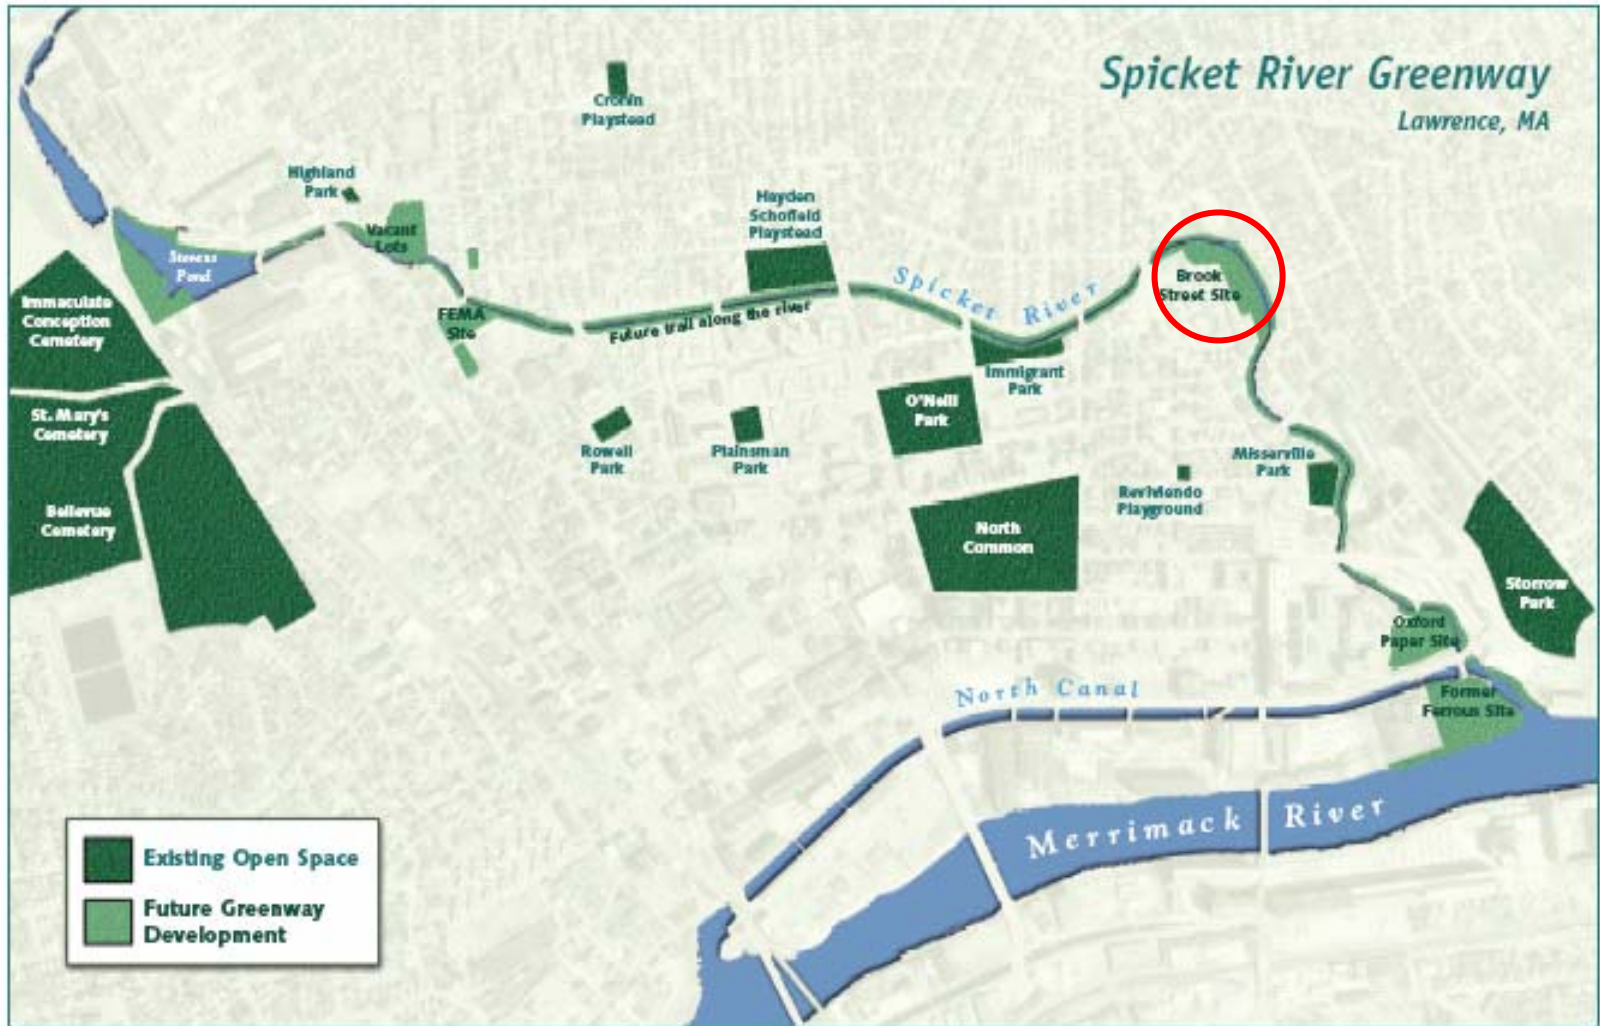 Spicket River Greenway
Lawrence, MA
Cronin
Playstead
Highland
Park
Vacant
Lots
Hayden
Schofield
Playstead
Stevens
Pond
Spicket River
Brook
Street Site
Immaculate
Conception
Cemetery
FEMA
Site
Future trail along the river
Immigrant
Park
O'Neill
Park
St. Mary's
Cemetery
Rowell
Park
Plainsman
Park
Misserville
Park
Reviviendo
Playground
Bellevue
Cemetery
North
Common
Storrow
Park
Oxford
Paper Site
North Canal
Former
Ferrous Site
Merrimack River
Existing Open Space
Future Greenway
Development